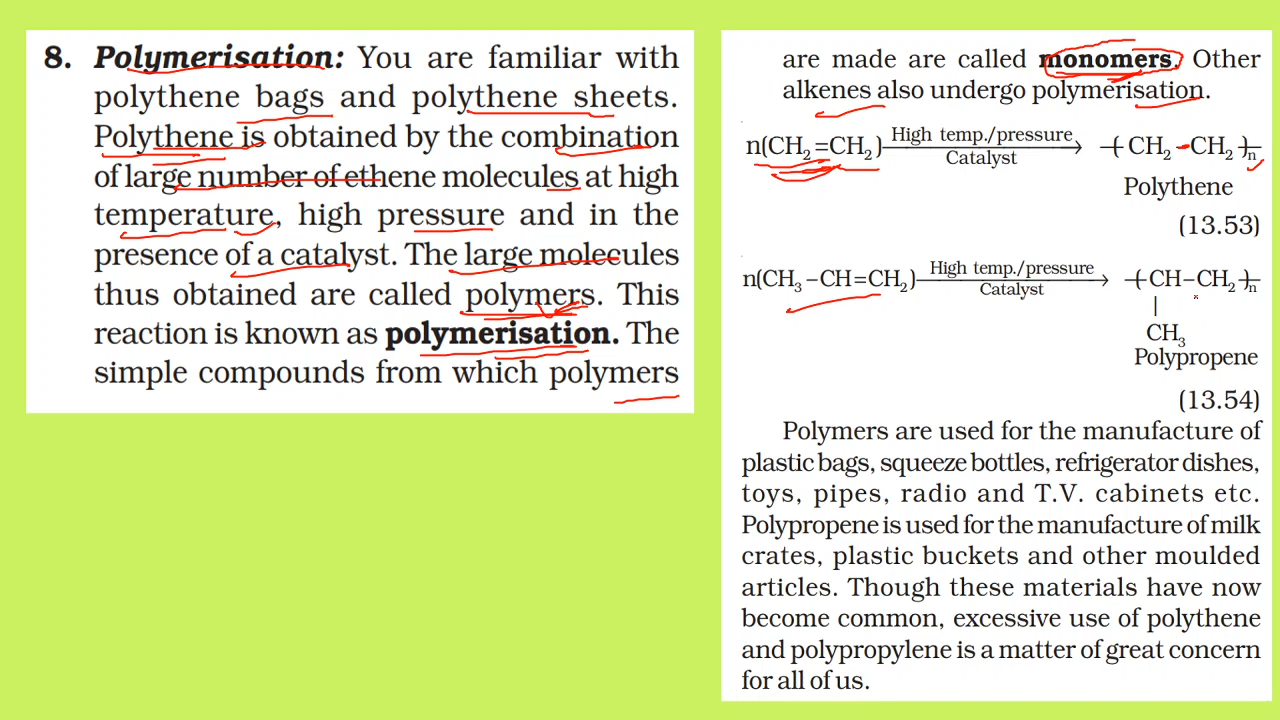 8. Polymerisation: You are familiar with
polythene bags and polythene sheets.
Polythene is obtained by the combination
of large number of ethene molecules at high
temperature, high pressure and in the
presence of a catalyst. The large molecules
thus obtained are called polymers. This
reaction is known as polymerisation. The
simple compounds from which polymers
are made are called monomers. Other
alkenes also undergo polymerisation.
n(CH₂=CH₂) High temp./pressure
Catalyst
-(CH₂-CH₂)-ₙ
Polythene
(13.53)
n(CH₃-CH=CH₂) High temp./pressure
Catalyst
-(CH-CH₂)-ₙ
|
CH₃
Polypropene
(13.54)
Polymers are used for the manufacture of
plastic bags, squeeze bottles, refrigerator dishes,
toys, pipes, radio and T.V. cabinets etc.
Polypropene is used for the manufacture of milk
crates, plastic buckets and other moulded
articles. Though these materials have now
become common, excessive use of polythene
and polypropylene is a matter of great concern
for all of us.